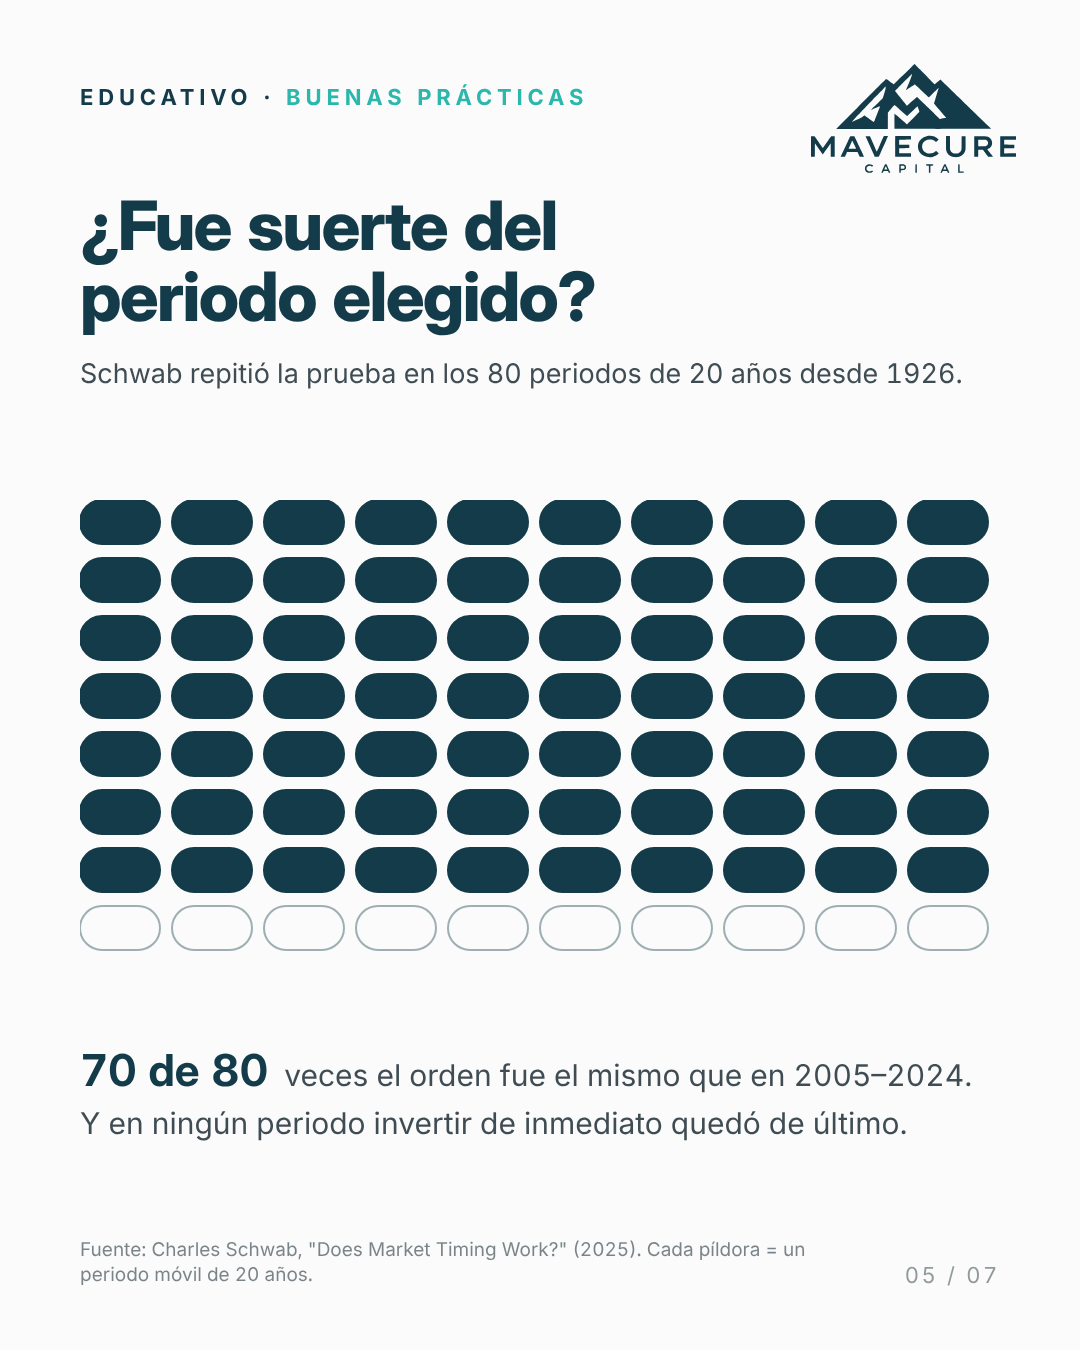 EDUCATIVO · BUENAS PRÁCTICAS
MAVECURE
CAPITAL
¿Fue suerte del
periodo elegido?
Schwab repitió la prueba en los 80 periodos de 20 años desde 1926.
70 de 80 veces el orden fue el mismo que en 2005–2024.
Y en ningún periodo invertir de inmediato quedó de último.
Fuente: Charles Schwab, "Does Market Timing Work?" (2025). Cada píldora = un
periodo móvil de 20 años.
05 / 07